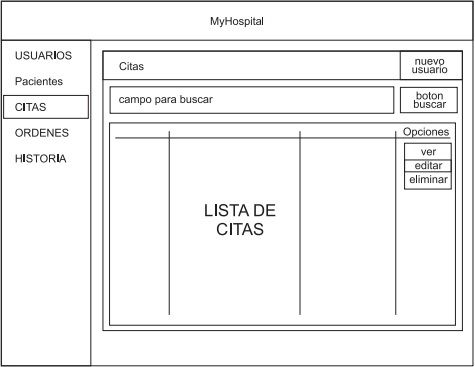 MyHospital
USUARIOS
Pacientes
CITAS
ORDENES
HISTORIA
Citas
nuevo
usuario
campo para buscar
boton
buscar
Opciones
ver
editar
eliminar
LISTA DE
CITAS